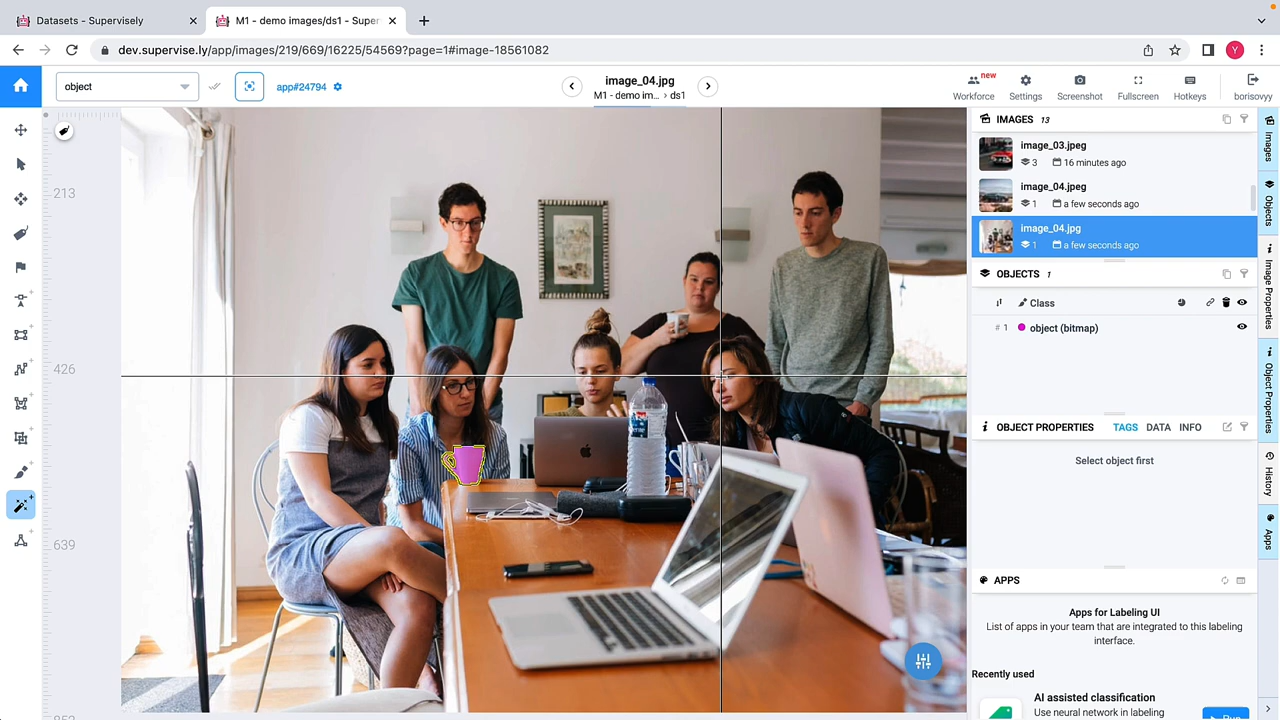 Datasets - Supervisely
M1 - demo images/ds1 - Super
dev.supervise.ly/app/images/219/669/16225/54569?page=1#image-18561082
Y
object
app#24794
image_04.jpg
M1 - demo im... › ds1
new
Workforce
Settings
Screenshot
Fullscreen
Hotkeys
borisovyy
213
426
639
IMAGES 13
image_03.jpeg
3 16 minutes ago
image_04.jpeg
1 a few seconds ago
image_04.jpg
1 a few seconds ago
OBJECTS 1
Class
# 1 object (bitmap)
OBJECT PROPERTIES TAGS DATA INFO
Select object first
APPS
Apps for Labeling UI
List of apps in your team that are integrated to this labeling
interface.
Recently used
AI assisted classification
Use neural network in labeling
Run
Images
Objects
Apps